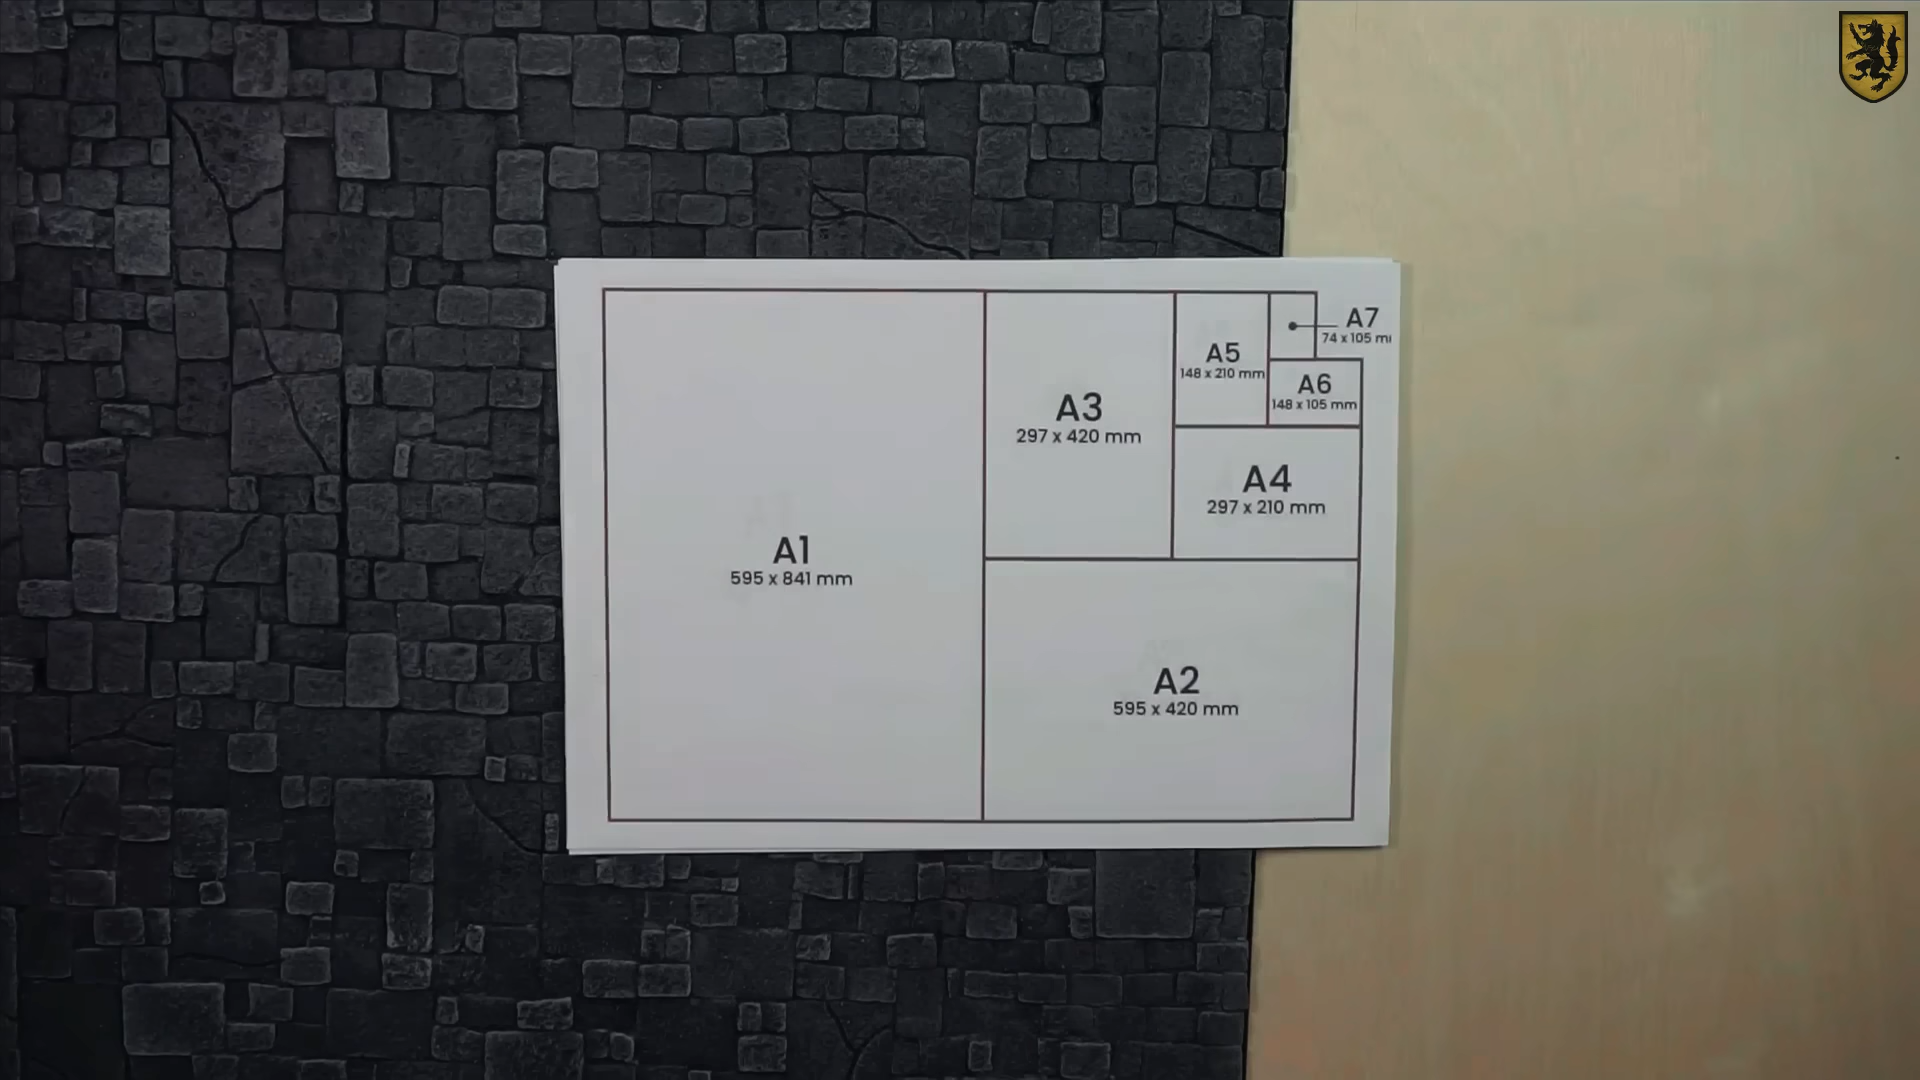 A1
595 x 841 mm
A3
297 x 420 mm
A5
148 x 210 mm
A7
74 x 105 m
A6
148 x 105 mm
A4
297 x 210 mm
A2
595 x 420 mm